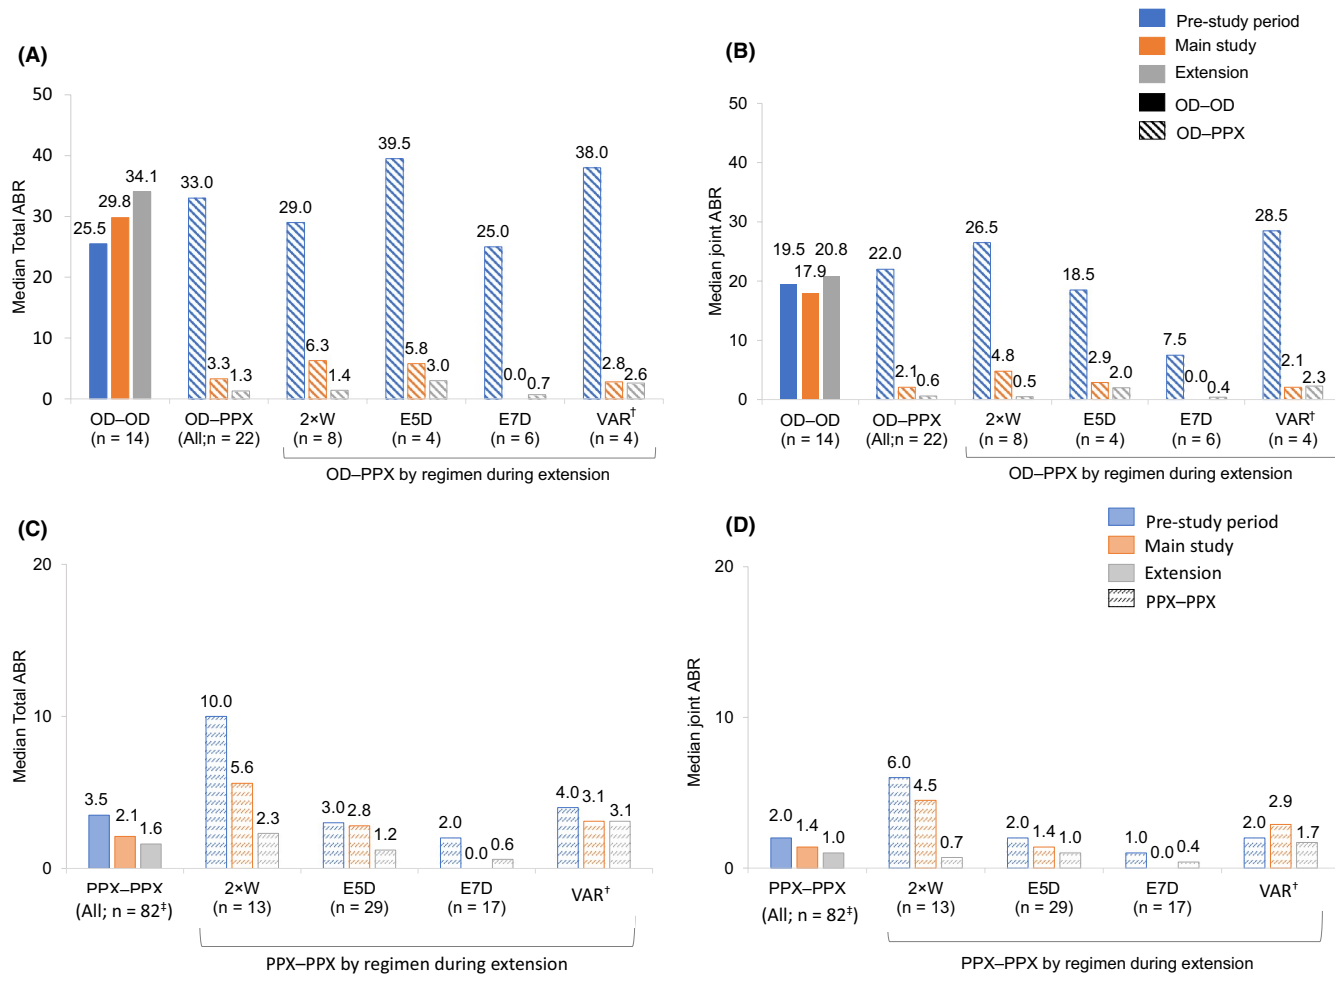 (A)
50
40
30
20
10
0
Median Total ABR
25.5
29.8
34.1
33.0
3.3
1.3
29.0
6.3
1.4
39.5
5.8
3.0
25.0
0.0
0.7
38.0
2.8
2.6
OD–OD
(n = 14)
OD–PPX
(All;n = 22)
2×W
(n = 8)
E5D
(n = 4)
E7D
(n = 6)
VAR†
(n = 4)
OD–PPX by regimen during extension
(B)
Pre-study period
Main study
Extension
OD–OD
OD–PPX
50
40
30
20
10
0
Median joint ABR
19.5
17.9
20.8
22.0
2.1
0.6
26.5
4.8
0.5
18.5
2.9
2.0
7.5
0.0
0.4
28.5
2.1
2.3
OD–OD
(n = 14)
OD–PPX
(All;n = 22)
2×W
(n = 8)
E5D
(n = 4)
E7D
(n = 6)
VAR†
(n = 4)
OD–PPX by regimen during extension
(C)
20
10
0
Median Total ABR
3.5
2.1
1.6
10.0
5.6
2.3
3.0
2.8
1.2
2.0
0.0
0.6
4.0
3.1
3.1
PPX–PPX
(All; n = 82‡)
2×W
(n = 13)
E5D
(n = 29)
E7D
(n = 17)
VAR†
PPX–PPX by regimen during extension
(D)
Pre-study period
Main study
Extension
PPX–PPX
20
10
0
Median joint ABR
2.0
1.4
1.0
6.0
4.5
0.7
2.0
1.4
1.0
1.0
0.0
0.4
2.0
2.9
1.7
PPX–PPX
(All; n = 82‡)
2×W
(n = 13)
E5D
(n = 29)
E7D
(n = 17)
VAR†
PPX–PPX by regimen during extension